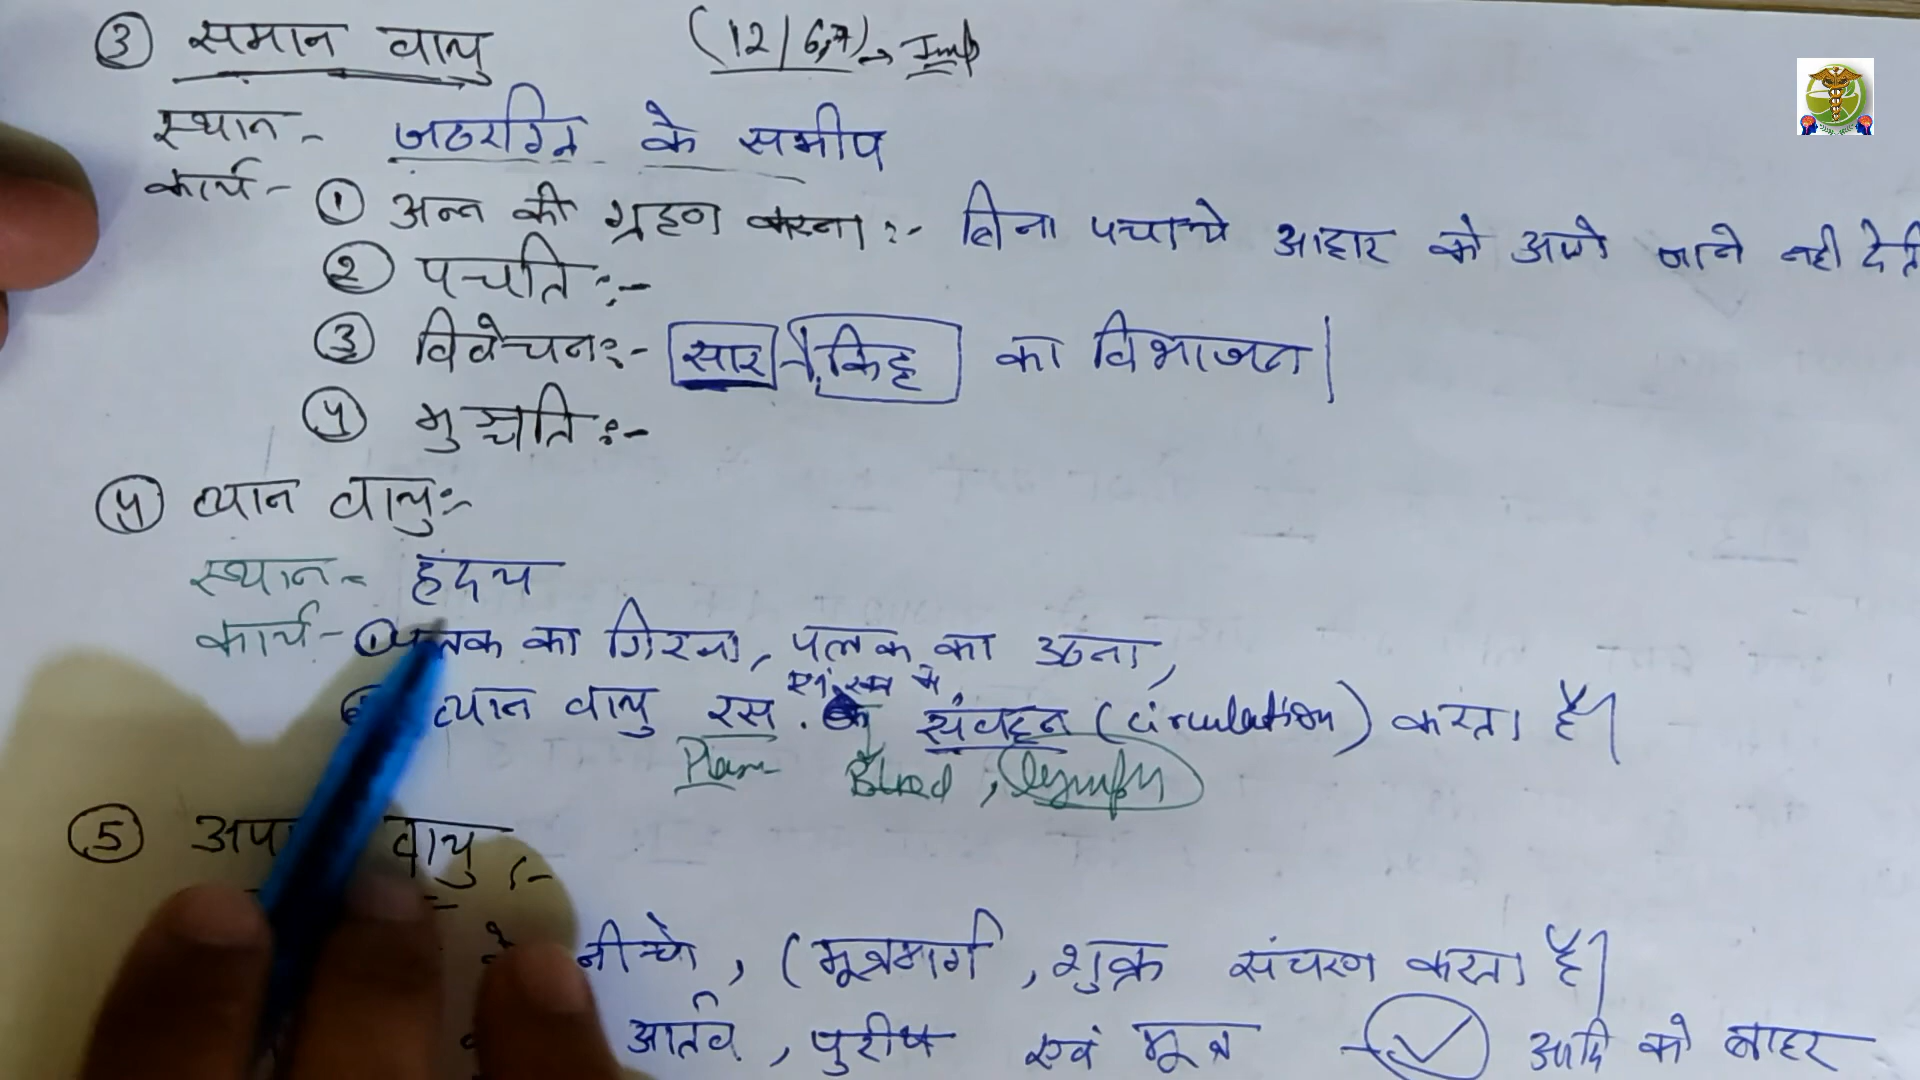 ③ समान वायु (12/6,7) → Imp
स्थान - जठराग्नि के समीप
कार्य - ① अन्न को ग्रहण करना :- बिना पचाये आहार को आगे जाने नही देती
② पचति :-
③ विवेचन :- सार + किट्ट का विभाजन |
④ मुञ्चति :-
④ व्यान वायु :-
स्थान - हृदय
कार्य - ① पलक का गिरना, पलक का उठना,
व्यान वायु रस संवहन (circulation) करता है।
Blood, lymph
⑤ वायु :-
नीचे, (मूत्रमार्ग, शुक्र संचरण करता है।
आर्तव, पुरीष एवं मूत्र आदि को बाहर